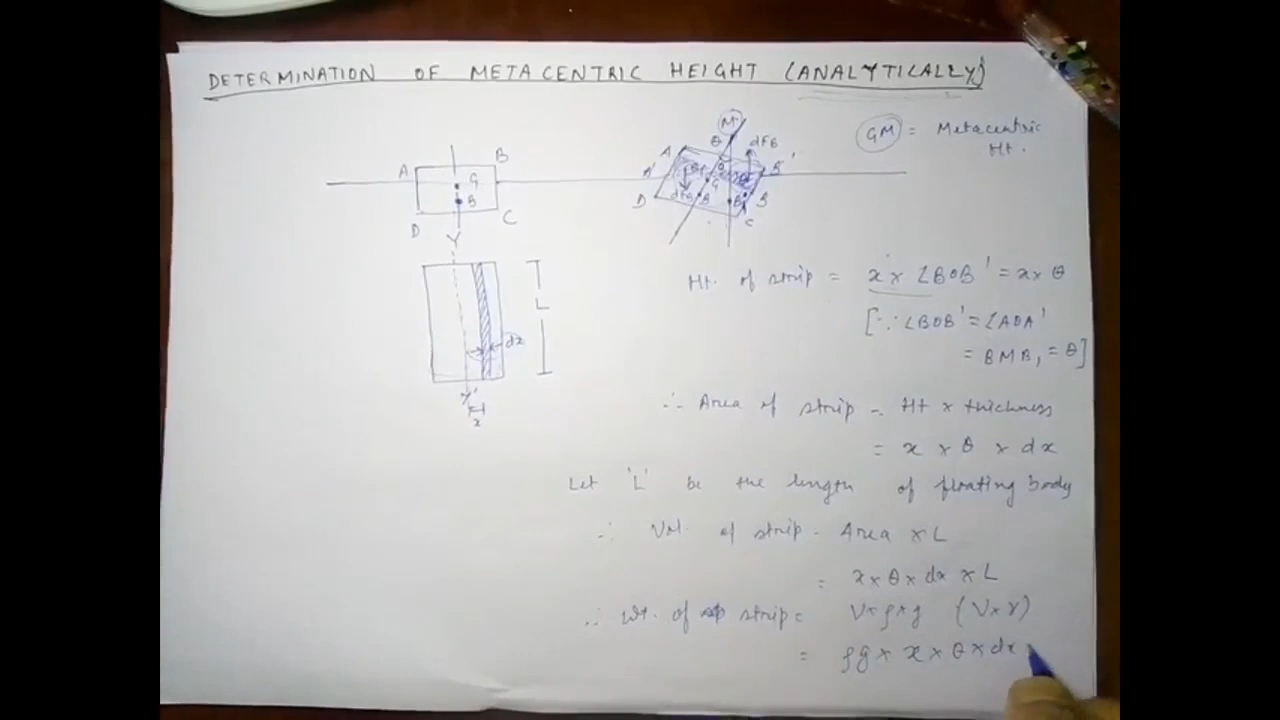 DETERMINATION OF METACENTRIC HEIGHT (ANALYTICALLY)
GM = Metacentric
Ht.
M
θ
dFB
A B
G
B
D C
Y
L
dx
Y'
x
A B'
A'
G
dFB B B
D C
Ht. of strip = x × ∠BOB' = x × θ
[∵ ∠BOB' = ∠AOA'
= BMB₁ = θ]
∴ Area of strip = Ht × thickness
= x × θ × dx
Let 'L' be the length of floating body
∴ Vol. of strip = Area × L
= x × θ × dx × L
∴ Wt. of strip = V × ρ × g (V × γ)
= ρg × x × θ × dx